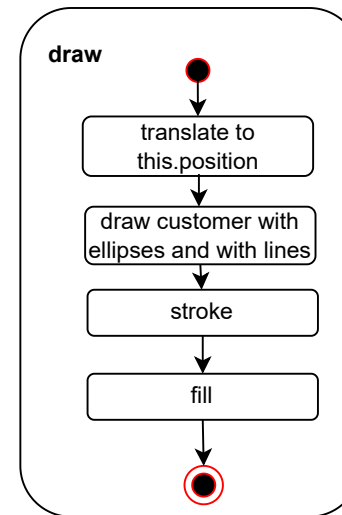 draw
translate to
this.position
draw customer with
ellipses and with lines
stroke
fill